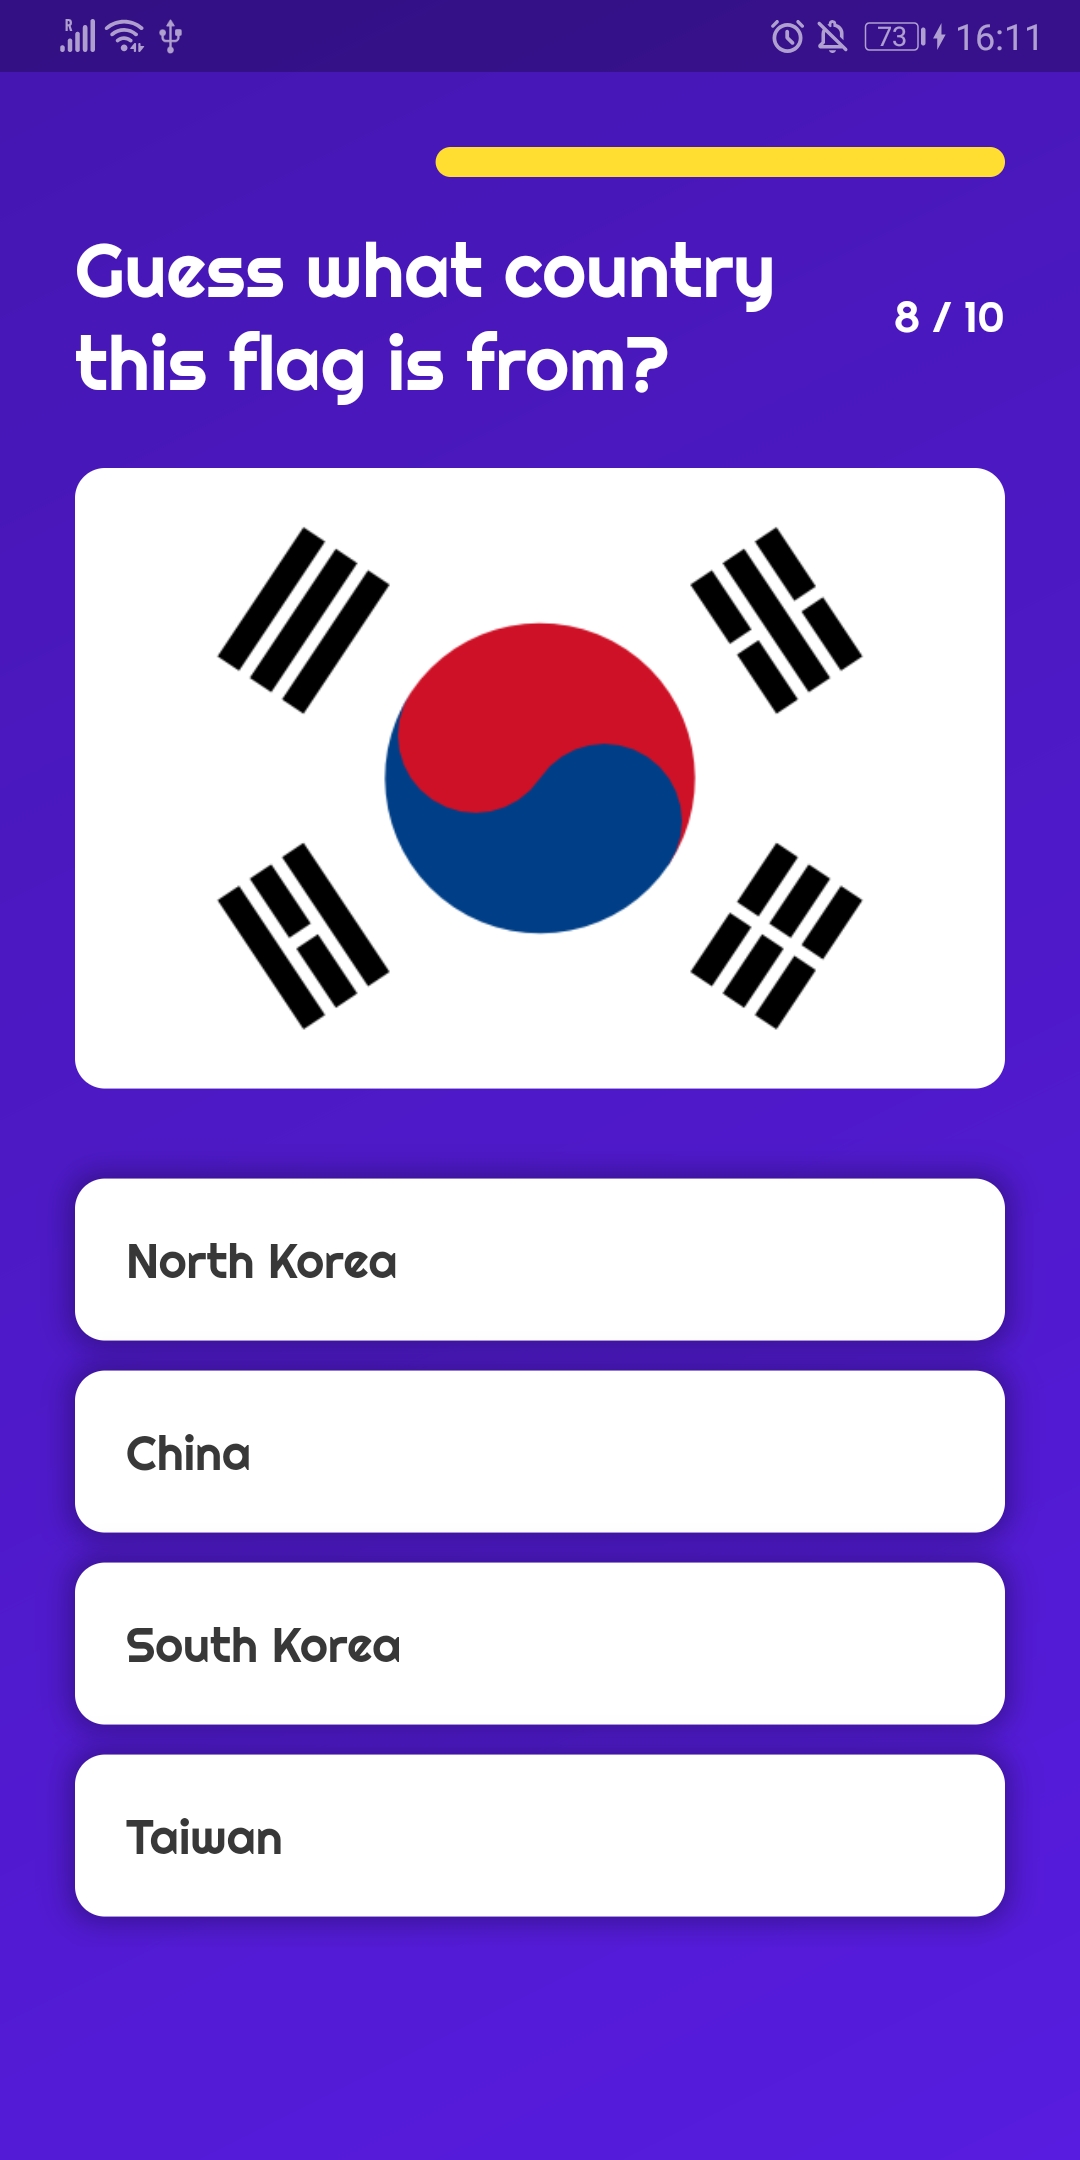 R
73
16:11
Guess what country
this flag is from?
8 / 10
North Korea
China
South Korea
Taiwan